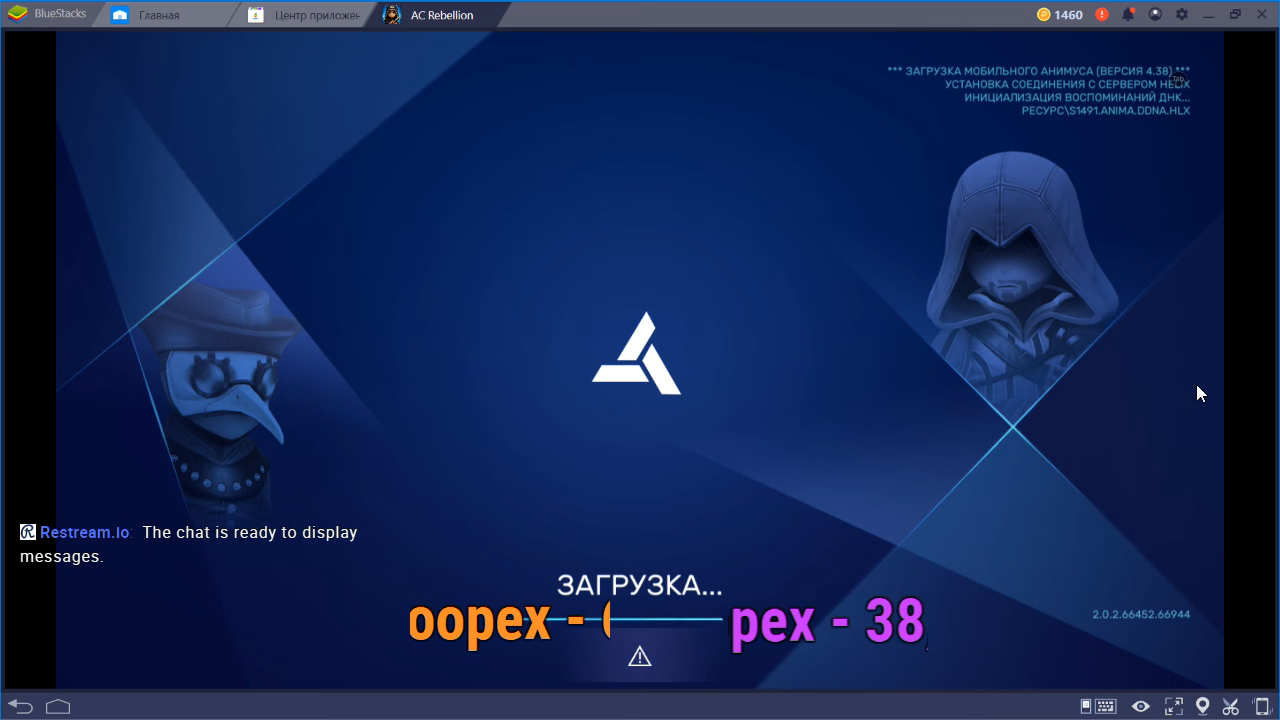 BlueStacks
Главная
Центр приложен
AC Rebellion
1460
*** ЗАГРУЗКА МОБИЛЬНОГО АНИМУСА (ВЕРСИЯ 4.38) ***
Tab
УСТАНОВКА СОЕДИНЕНИЯ С СЕРВЕРОМ HELIX
ИНИЦИАЛИЗАЦИЯ ВОСПОМИНАНИЙ ДНК...
РЕСУРС\S1491.ANIMA.DDNA.HLX
Restream.Io: The chat is ready to display
messages.
ЗАГРУЗКА...
oopex -
pex - 38
2.0.2.66452.66944